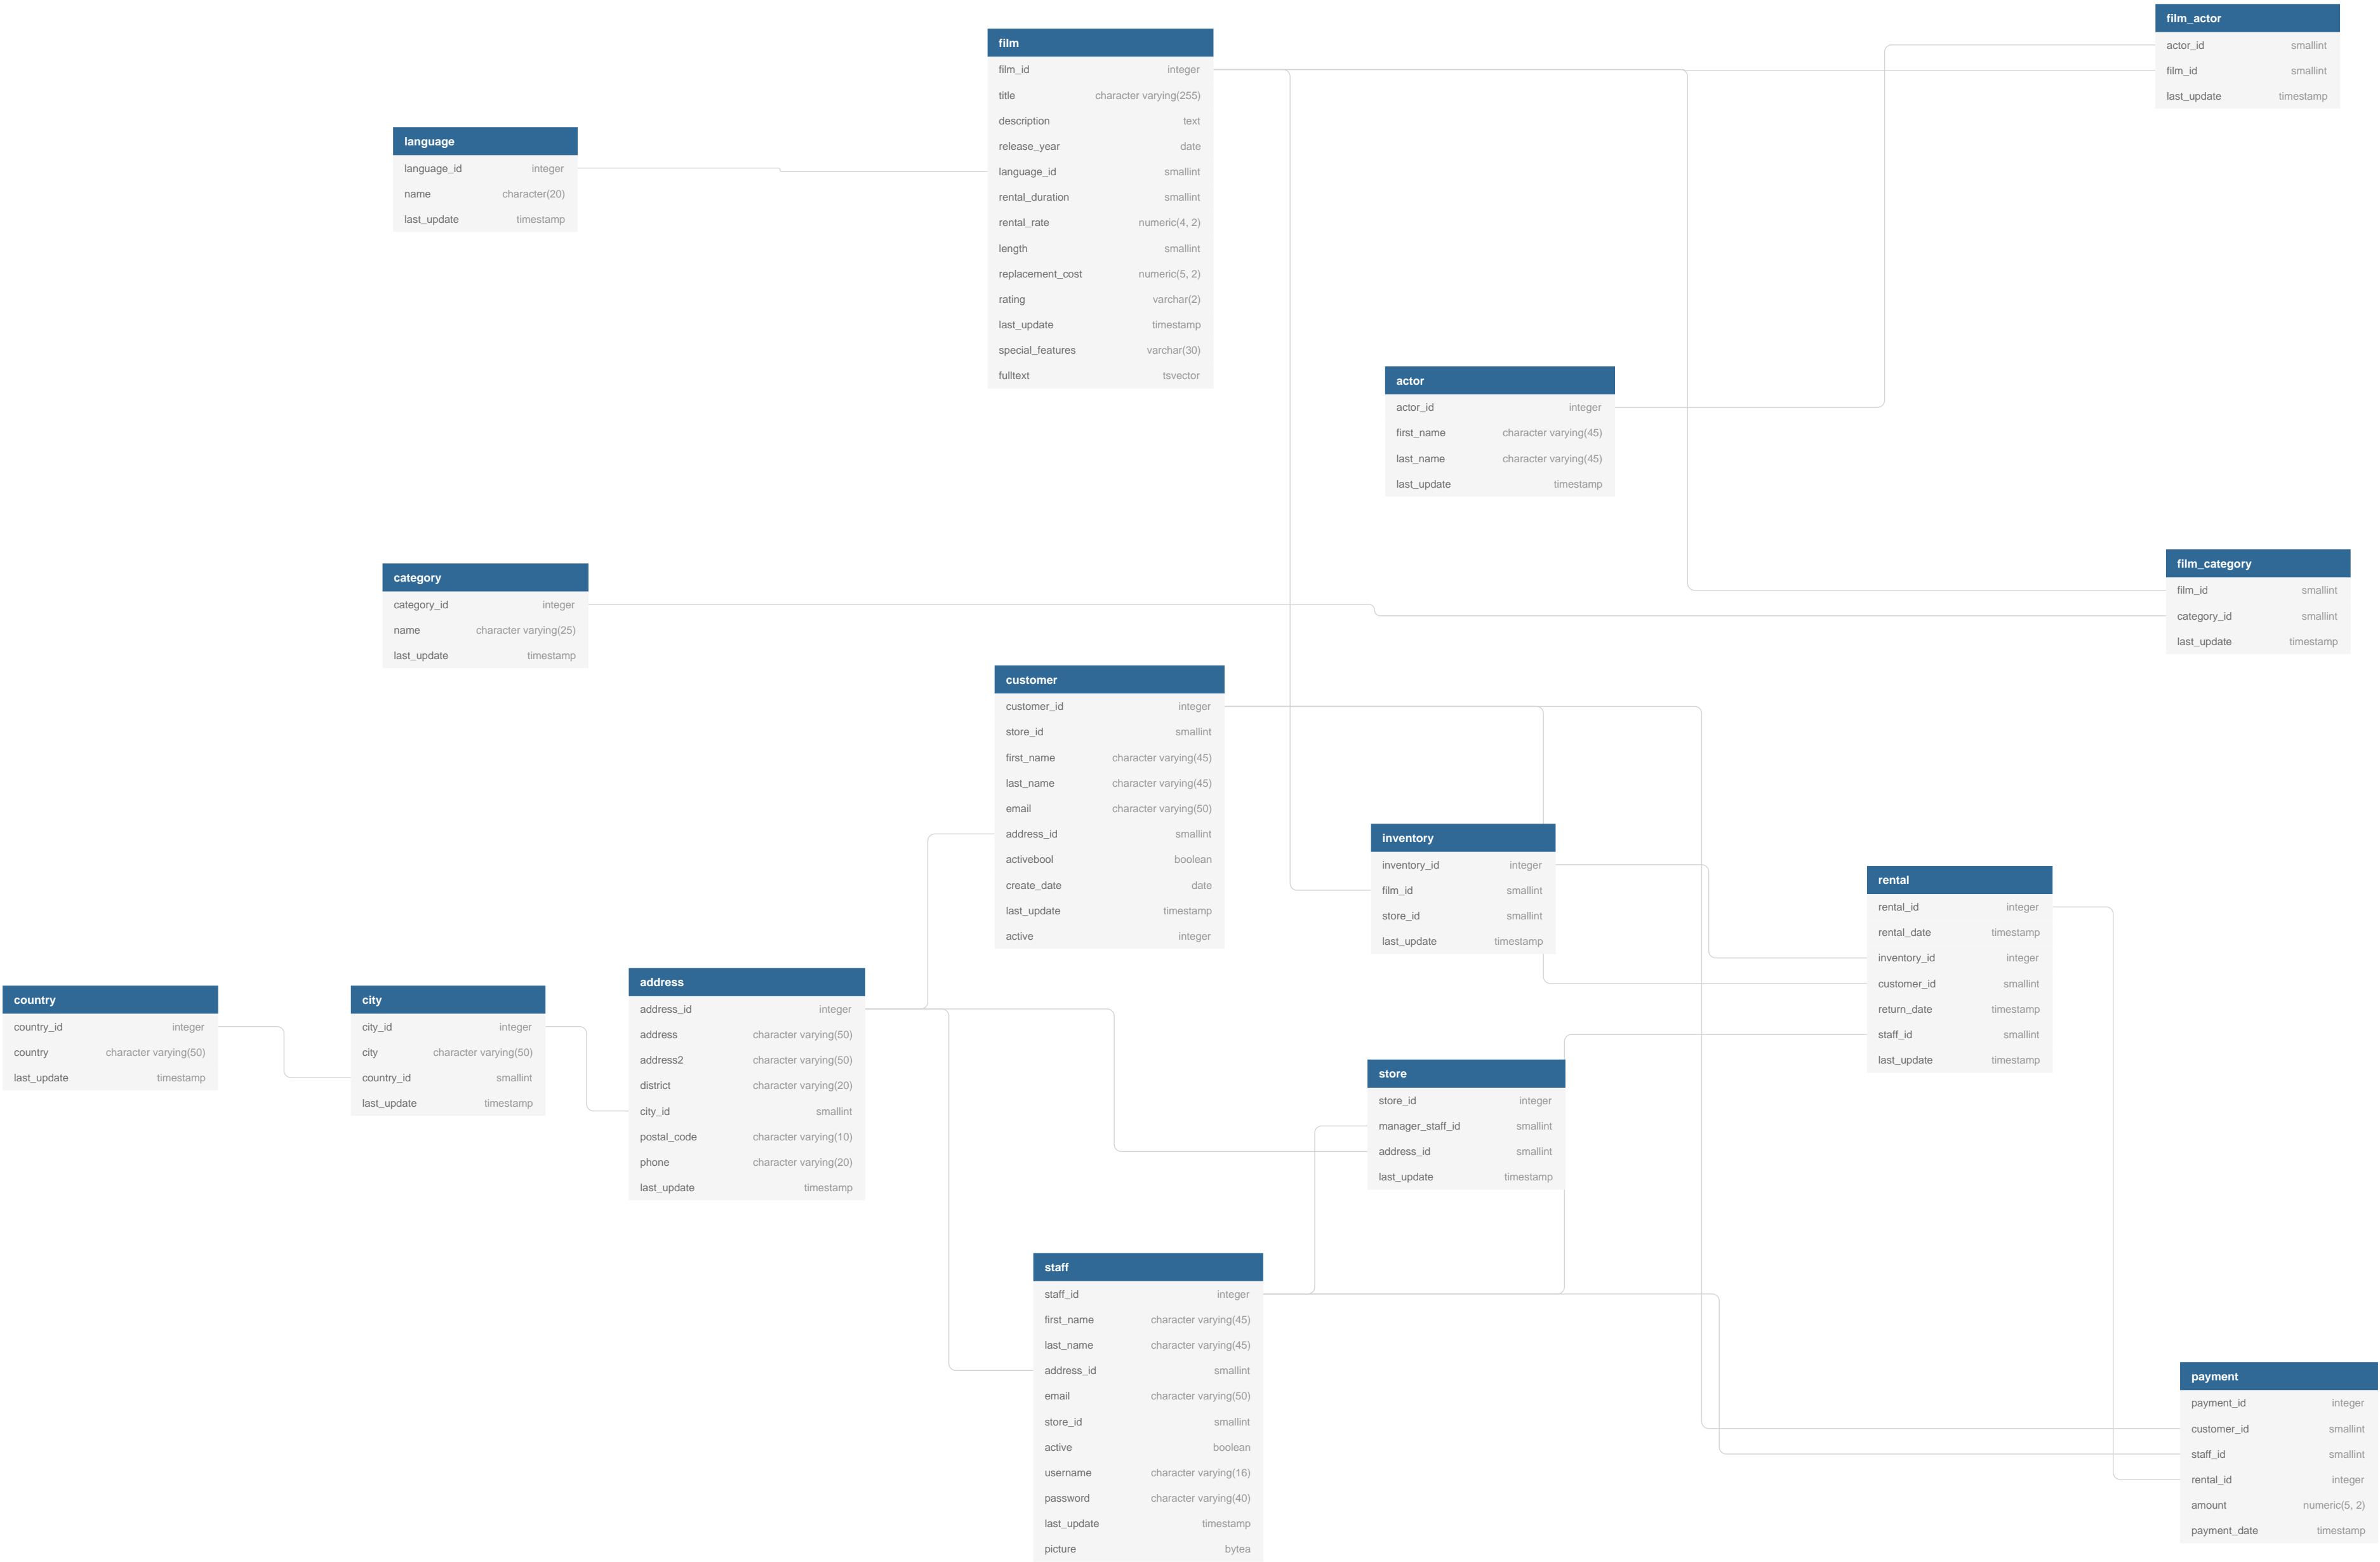 film_actor
actor_id smallint
film_id smallint
last_update timestamp
film
film_id integer
title character varying(255)
description text
release_year date
language_id smallint
rental_duration smallint
rental_rate numeric(4, 2)
length smallint
replacement_cost numeric(5, 2)
rating varchar(2)
last_update timestamp
special_features varchar(30)
fulltext tsvector
language
language_id integer
name character(20)
last_update timestamp
actor
actor_id integer
first_name character varying(45)
last_name character varying(45)
last_update timestamp
film_category
film_id smallint
category_id smallint
last_update timestamp
category
category_id integer
name character varying(25)
last_update timestamp
customer
customer_id integer
store_id smallint
first_name character varying(45)
last_name character varying(45)
email character varying(50)
address_id smallint
activebool boolean
create_date date
last_update timestamp
active integer
inventory
inventory_id integer
film_id smallint
store_id smallint
last_update timestamp
rental
rental_id integer
rental_date timestamp
inventory_id integer
customer_id smallint
return_date timestamp
staff_id smallint
last_update timestamp
country
country_id integer
country character varying(50)
last_update timestamp
city
city_id integer
city character varying(50)
country_id smallint
last_update timestamp
address
address_id integer
address character varying(50)
address2 character varying(50)
district character varying(20)
city_id smallint
postal_code character varying(10)
phone character varying(20)
last_update timestamp
store
store_id integer
manager_staff_id smallint
address_id smallint
last_update timestamp
staff
staff_id integer
first_name character varying(45)
last_name character varying(45)
address_id smallint
email character varying(50)
store_id smallint
active boolean
username character varying(16)
password character varying(40)
last_update timestamp
picture bytea
payment
payment_id integer
customer_id smallint
staff_id smallint
rental_id integer
amount numeric(5, 2)
payment_date timestamp